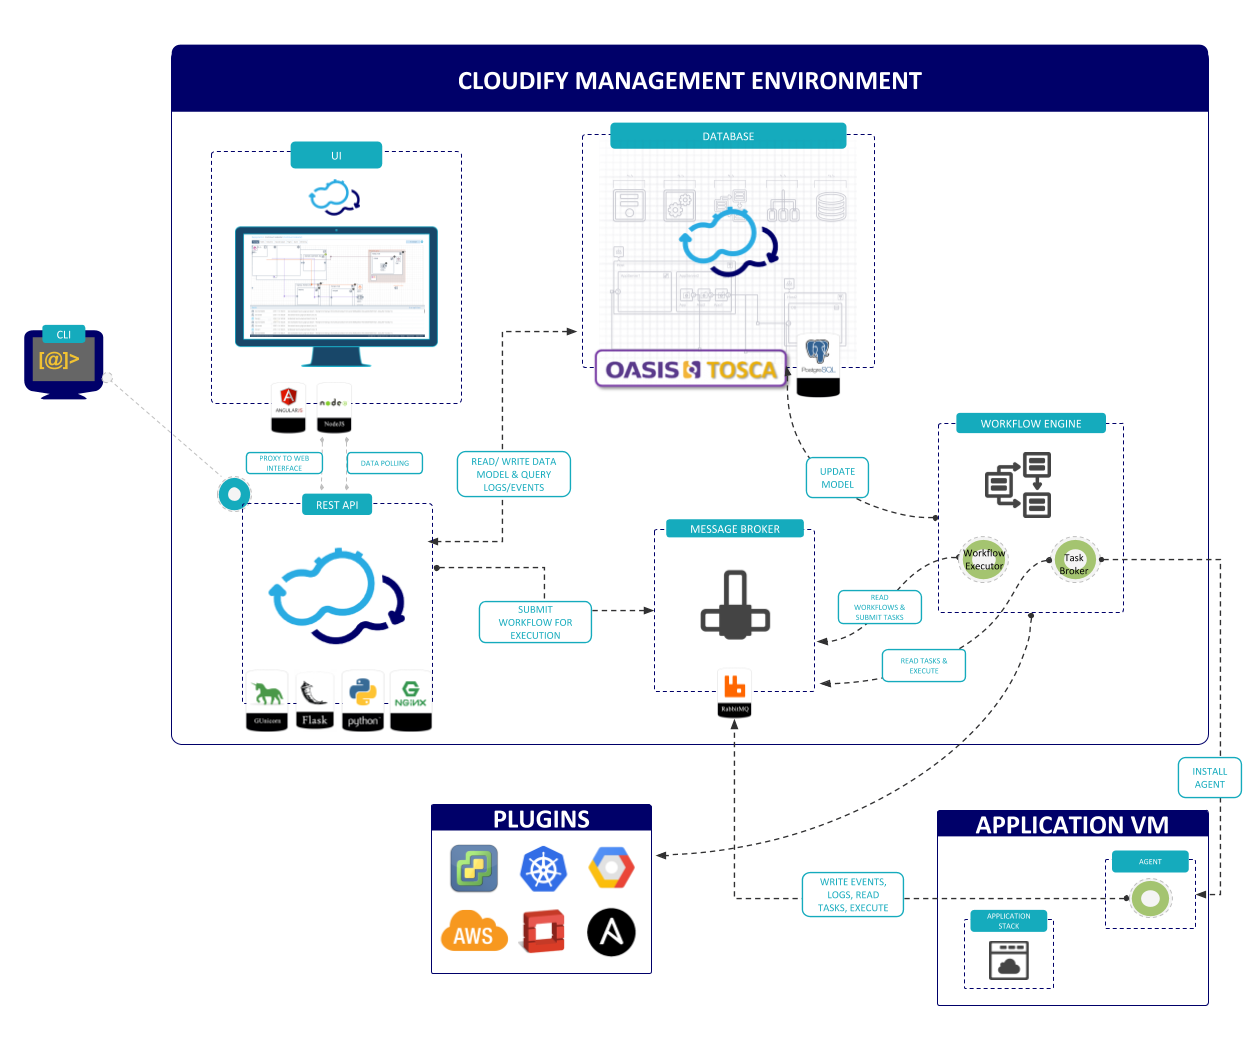 CLOUDIFY MANAGEMENT ENVIRONMENT
UI
DATABASE
CLI
[@]>
OASIS TOSCA
PostgreSQL
ANGULARJS
node
NodeJS
WORKFLOW ENGINE
PROXY TO WEB
INTERFACE
DATA POLLING
READ/ WRITE DATA
MODEL & QUERY
LOGS/EVENTS
UPDATE
MODEL
REST API
MESSAGE BROKER
Workflow
Executor
Task
Broker
SUBMIT
WORKFLOW FOR
EXECUTION
READ
WORKFLOWS &
SUBMIT TASKS
READ TASKS &
EXECUTE
GUnicorn
Flask
python
NGINX
RabbitMQ
INSTALL
AGENT
PLUGINS
APPLICATION VM
AGENT
WRITE EVENTS,
LOGS, READ
TASKS, EXECUTE
APPLICATION
STACK
AWS